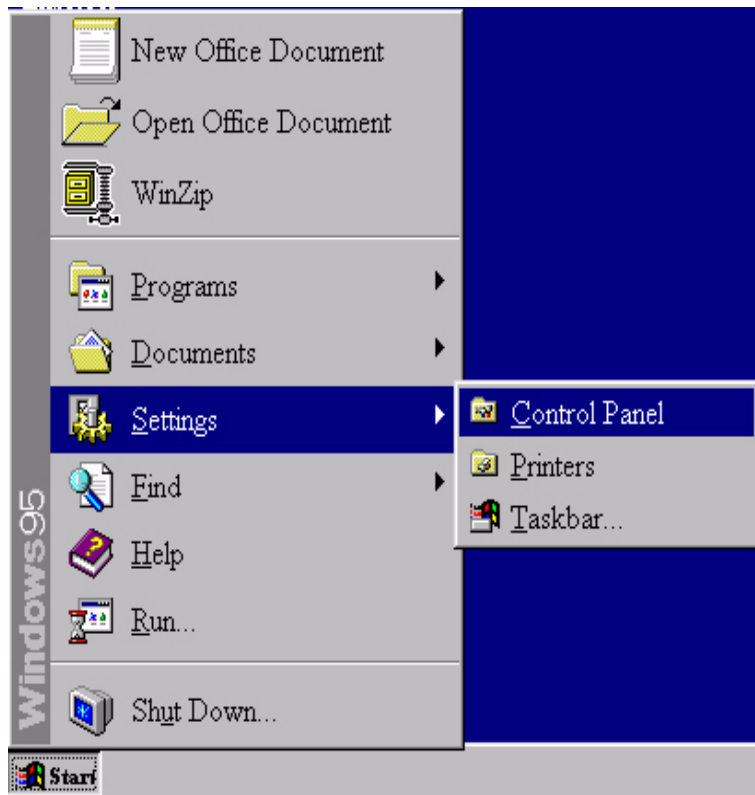 New Office Document
Open Office Document
WinZip
Programs
Documents
Settings
Find
Help
Run...
Shut Down...
Control Panel
Printers
Taskbar...
Windows95
Start